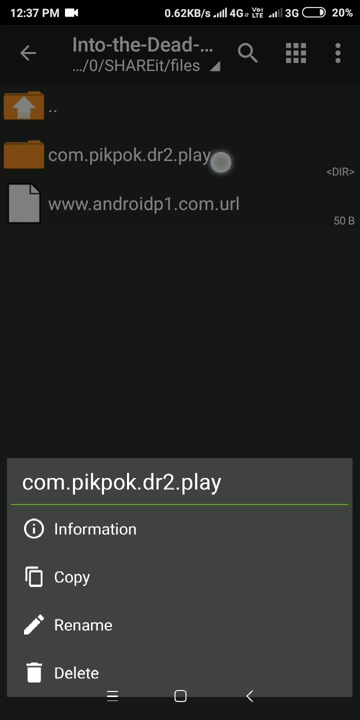 12:37 PM 0.62KB/s 4G VoLTE 3G 20%
Into-the-Dead-...
.../0/SHAREit/files
..
com.pikpok.dr2.play
<DIR>
www.androidp1.com.url
50 B
com.pikpok.dr2.play
Information
Copy
Rename
Delete